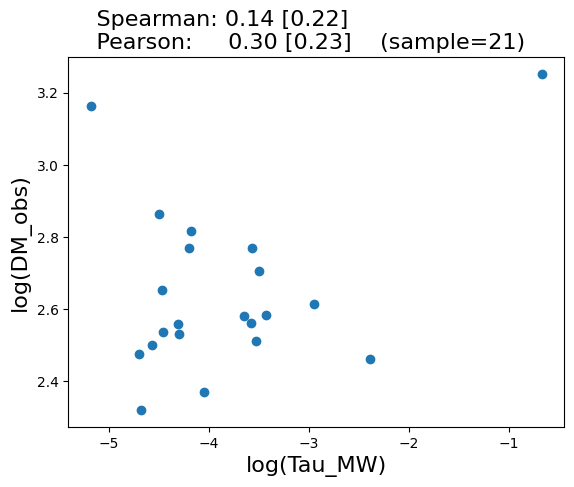 Spearman: 0.14 [0.22]
Pearson: 0.30 [0.23] (sample=21)
log(DM_obs)
3.2
3.0
2.8
2.6
2.4
−5
−4
−3
−2
−1
log(Tau_MW)